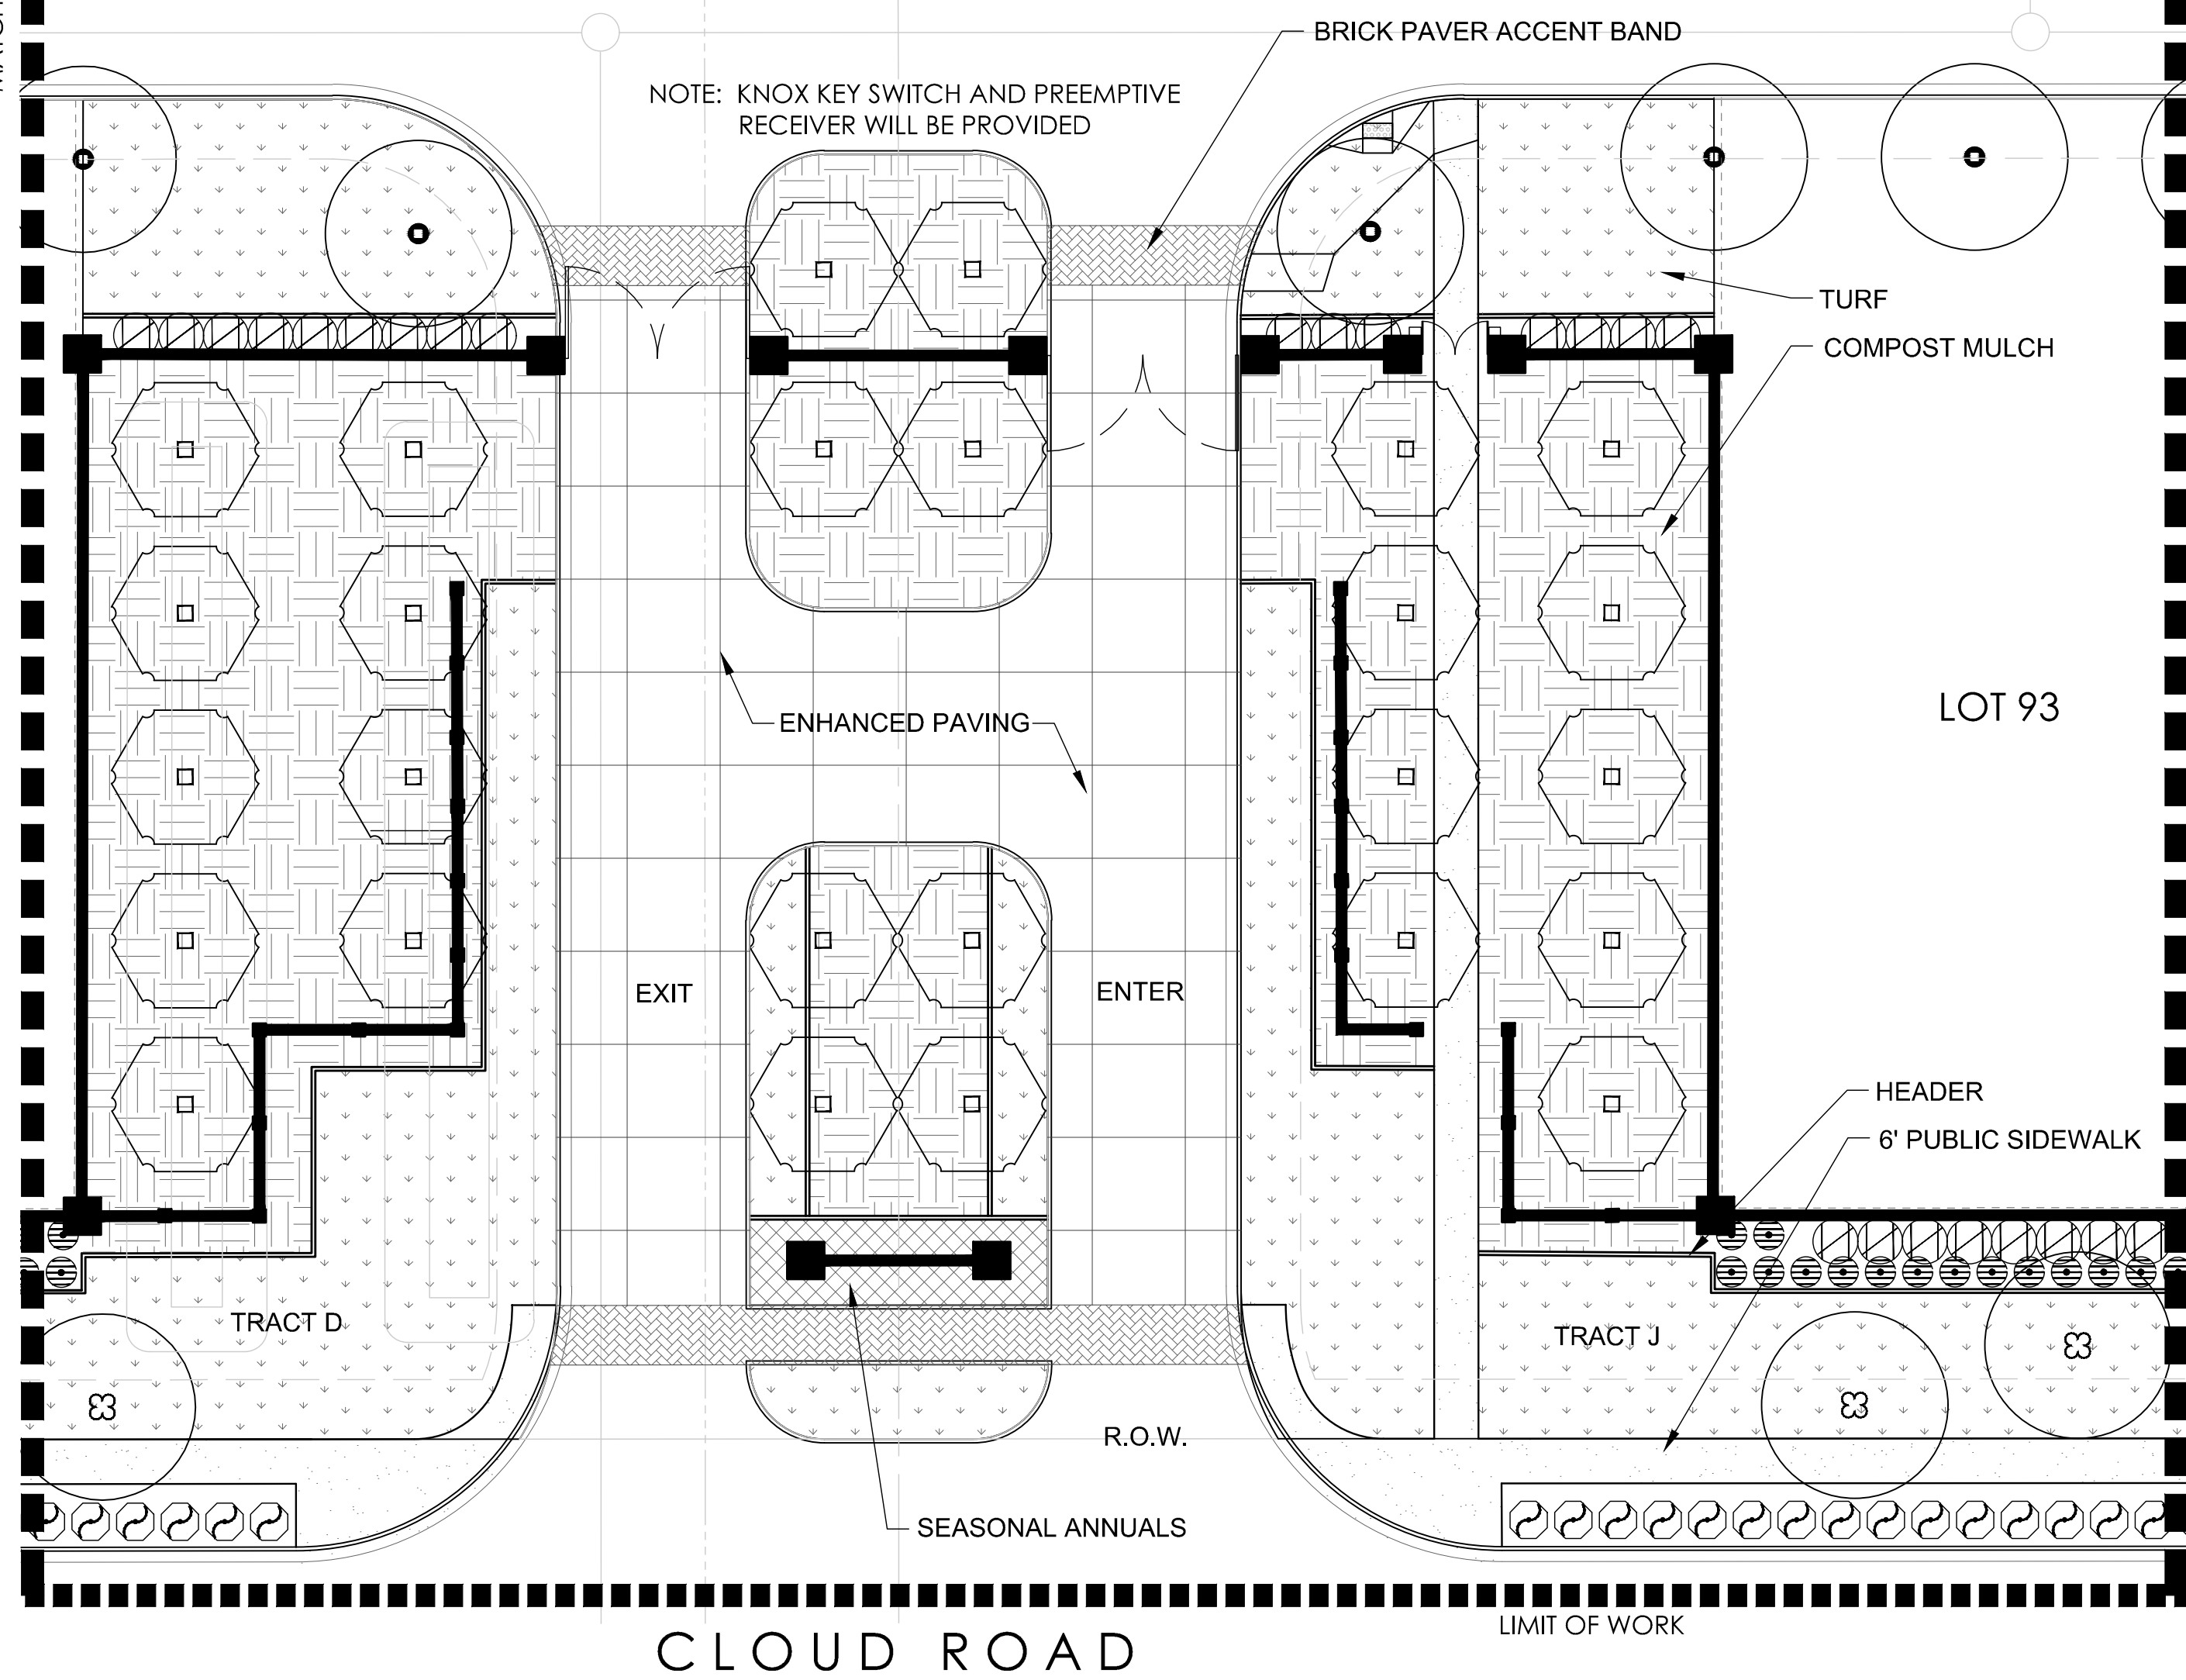 BRICK PAVER ACCENT BAND
NOTE: KNOX KEY SWITCH AND PREEMPTIVE
RECEIVER WILL BE PROVIDED
TURF
COMPOST MULCH
LOT 93
ENHANCED PAVING
EXIT
ENTER
HEADER
6' PUBLIC SIDEWALK
TRACT D
TRACT J
R.O.W.
SEASONAL ANNUALS
LIMIT OF WORK
CLOUD ROAD